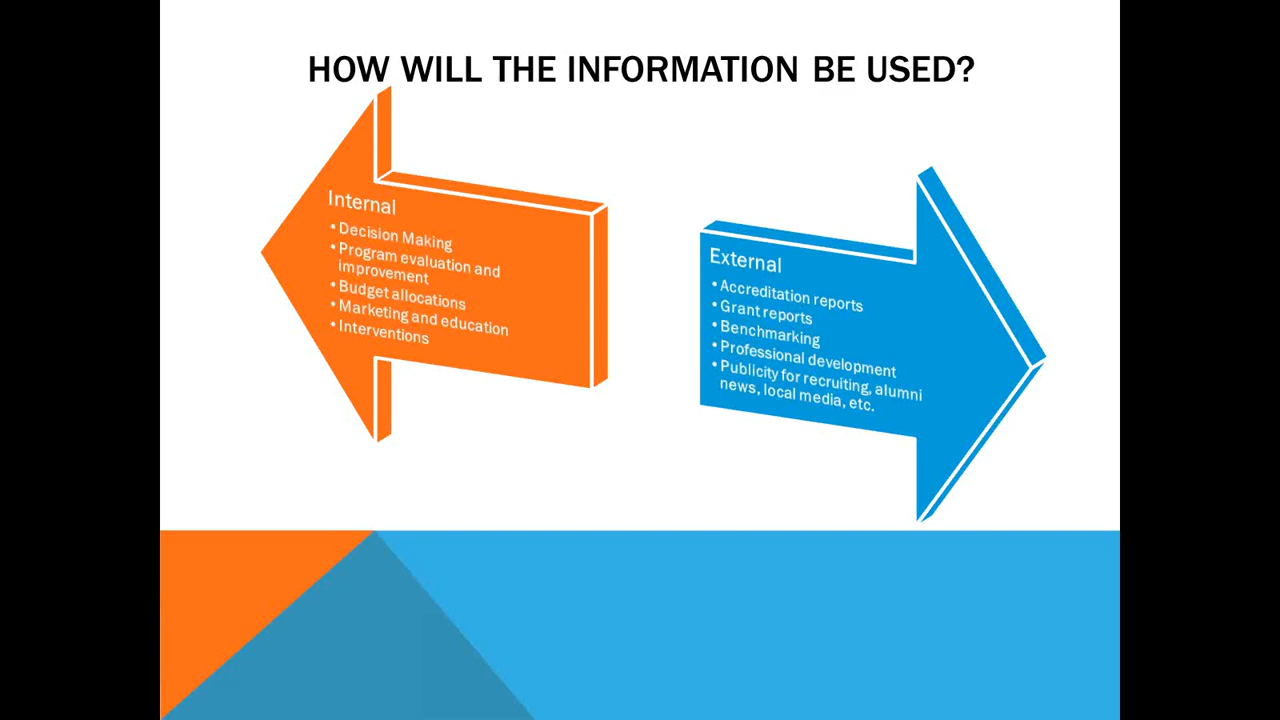 HOW WILL THE INFORMATION BE USED?
Internal
•Decision Making
•Program evaluation and
improvement
•Budget allocations
•Marketing and education
•Interventions
External
•Accreditation reports
•Grant reports
•Benchmarking
•Professional development
•Publicity for recruiting, alumni
news, local media, etc.